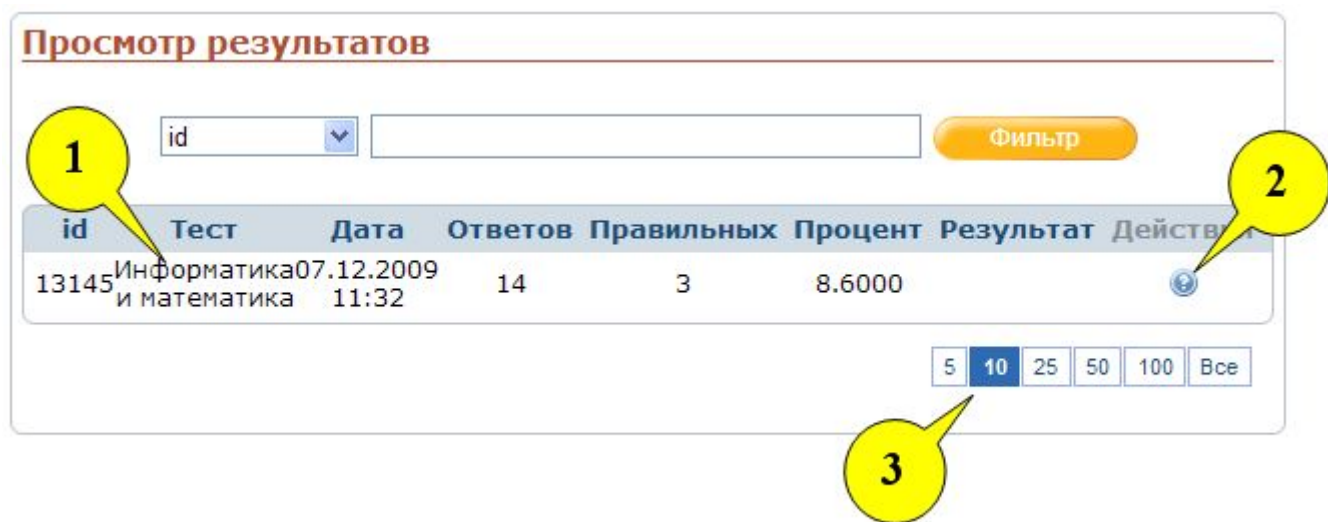 Просмотр результатов
id Фильтр
1
2
id Тест Дата Ответов Правильных Процент Результат Действия
13145 Информатика 07.12.2009 14 3 8.6000
и математика 11:32
5 10 25 50 100 Все
3